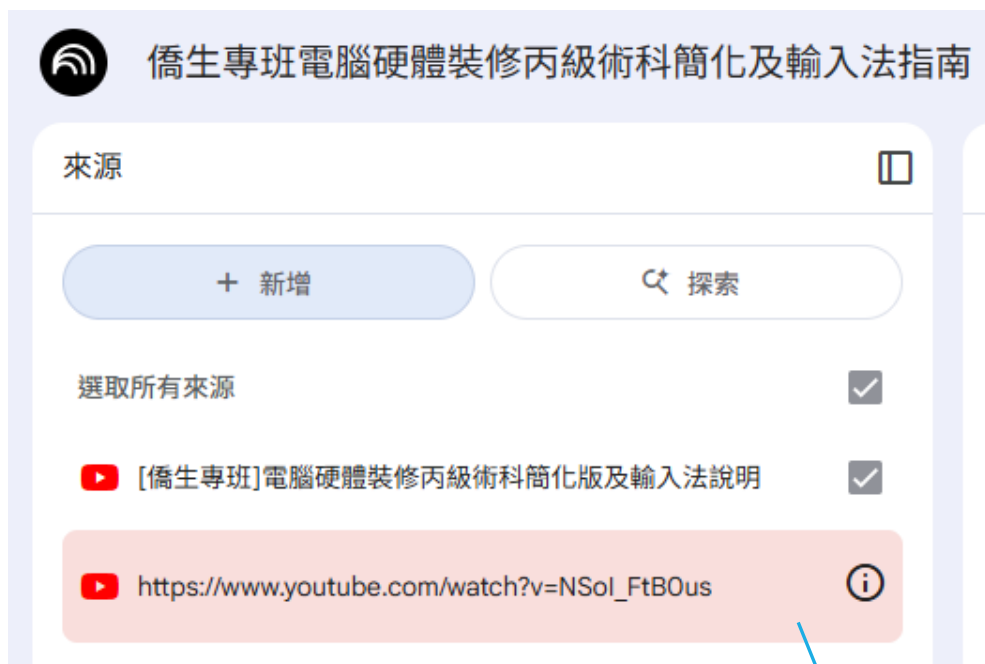 僑生專班電腦硬體裝修丙級術科簡化及輸入法指南
來源
+ 新增
探索
選取所有來源
[僑生專班]電腦硬體裝修丙級術科簡化版及輸入法說明
https://www.youtube.com/watch?v=NSoI_FtB0us